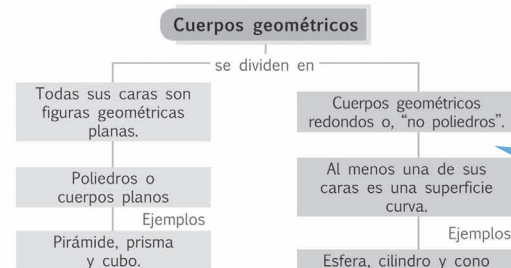 Cuerpos geométricos
se dividen en
Todas sus caras son
figuras geométricas
planas.
Poliedros o
cuerpos planos
Ejemplos
Pirámide, prisma
y cubo.
Cuerpos geométricos
redondos o, “no poliedros”.
Al menos una de sus
caras es una superficie
curva.
Ejemplos
Esfera, cilindro y cono